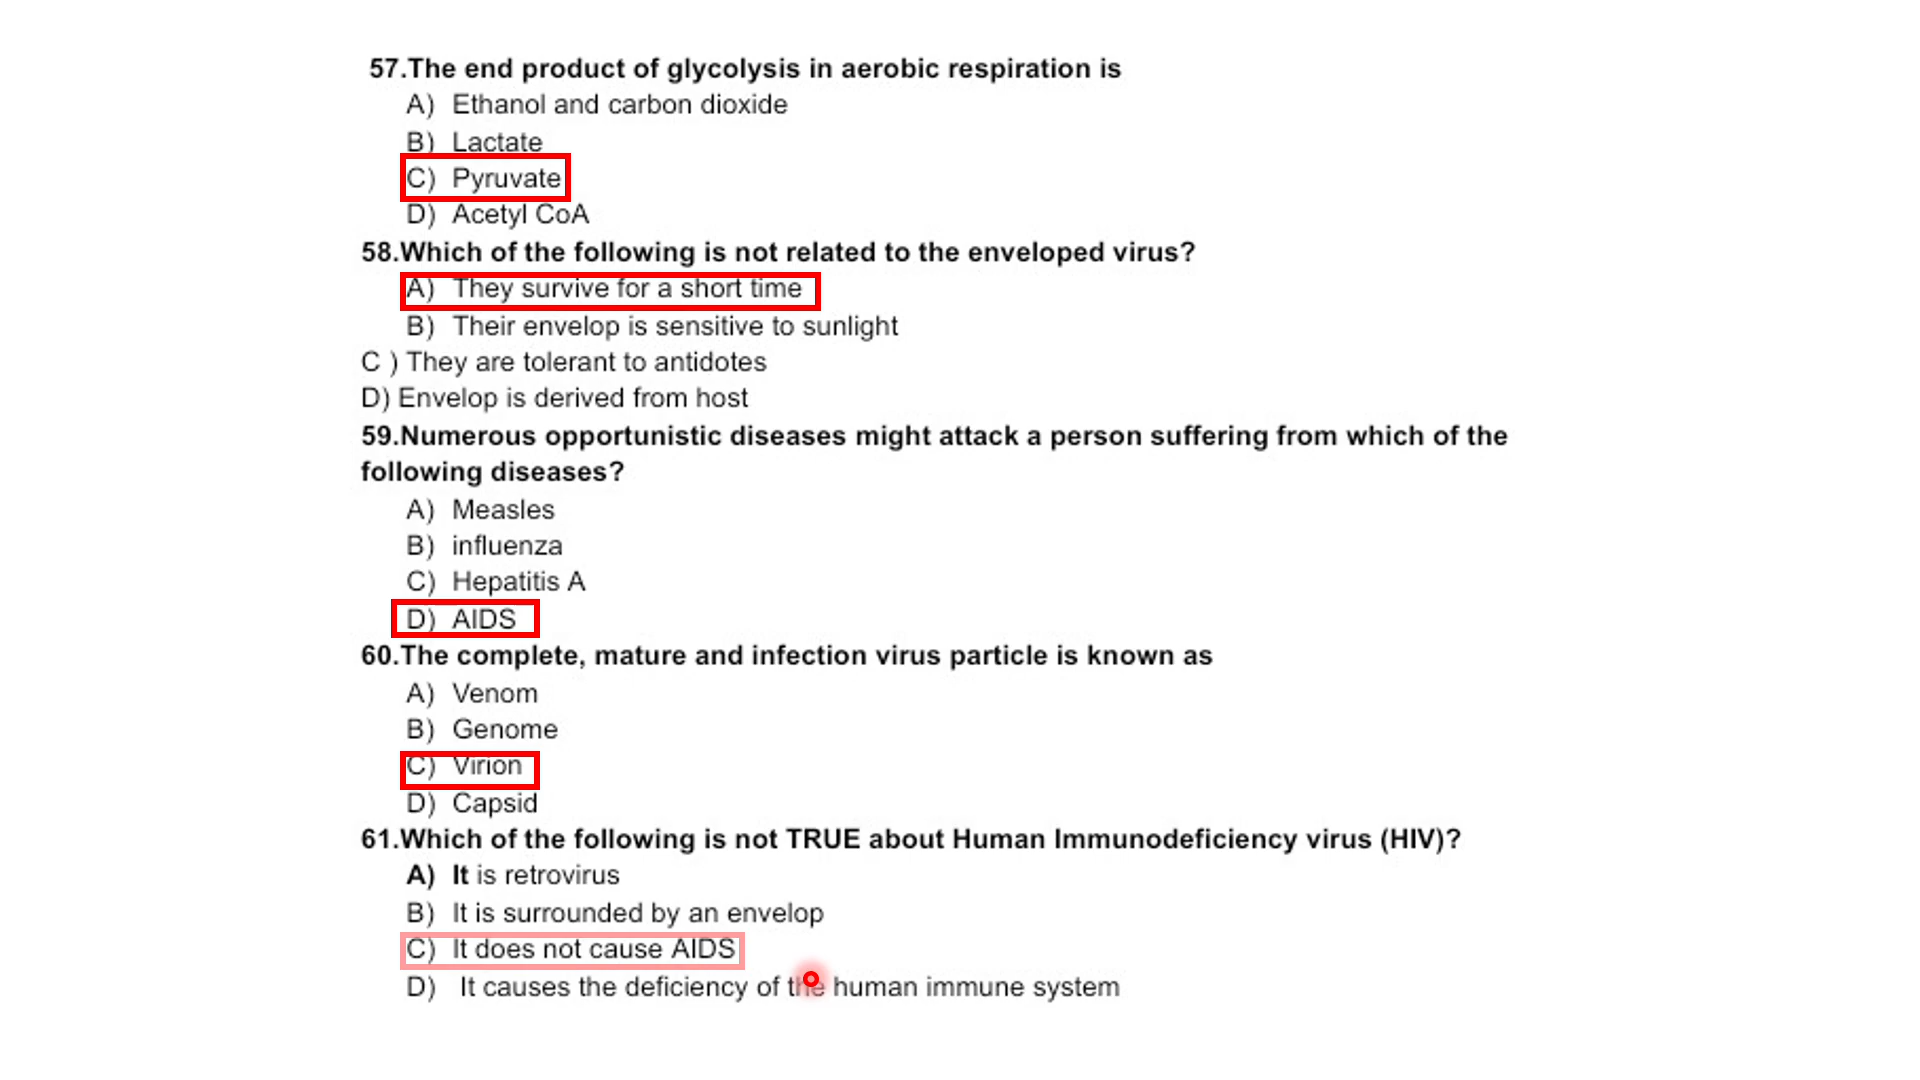 57.The end product of glycolysis in aerobic respiration is
A) Ethanol and carbon dioxide
B) Lactate
C) Pyruvate
D) Acetyl CoA
58.Which of the following is not related to the enveloped virus?
A) They survive for a short time
B) Their envelop is sensitive to sunlight
C ) They are tolerant to antidotes
D) Envelop is derived from host
59.Numerous opportunistic diseases might attack a person suffering from which of the
following diseases?
A) Measles
B) influenza
C) Hepatitis A
D) AIDS
60.The complete, mature and infection virus particle is known as
A) Venom
B) Genome
C) Virion
D) Capsid
61.Which of the following is not TRUE about Human Immunodeficiency virus (HIV)?
A) It is retrovirus
B) It is surrounded by an envelop
C) It does not cause AIDS
D) It causes the deficiency of the human immune system